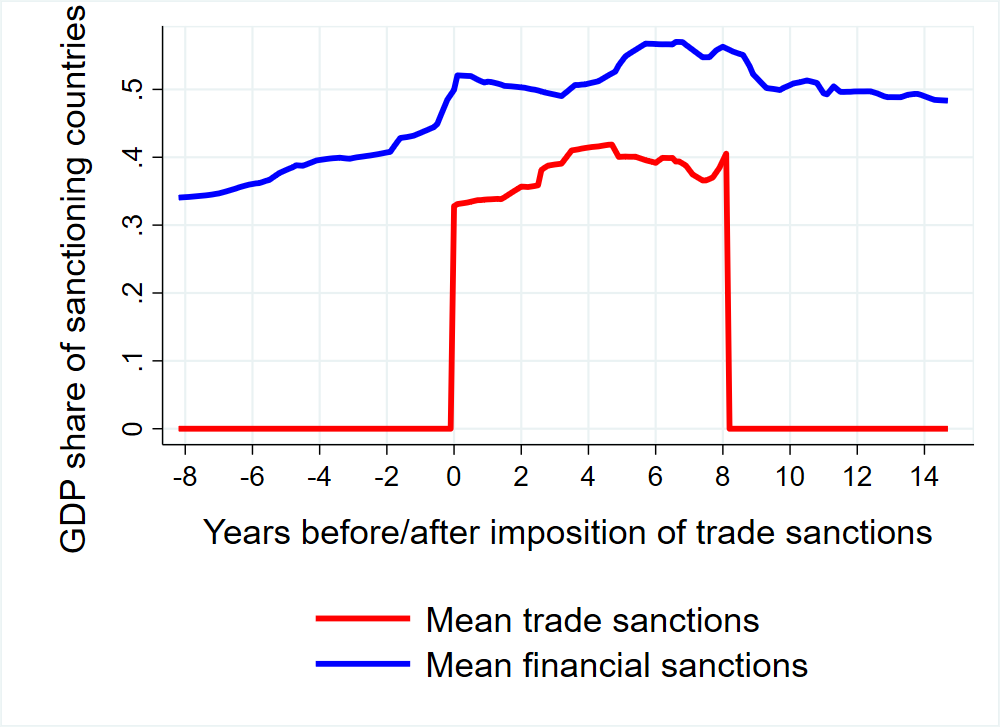 GDP share of sanctioning countries
.5
.4
.3
.2
.1
0
-8 -6 -4 -2 0 2 4 6 8 10 12 14
Years before/after imposition of trade sanctions
Mean trade sanctions
Mean financial sanctions